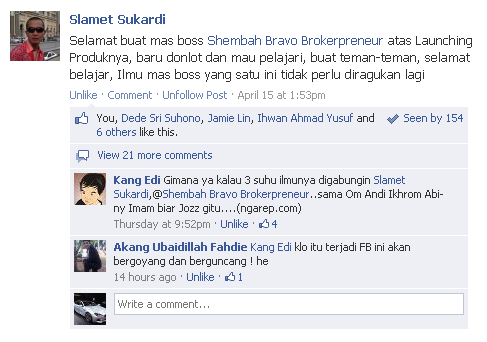 Slamet Sukardi
Selamat buat mas boss Shembah Bravo Brokerpreneur atas Launching
Produknya, baru donlot dan mau pelajari, buat teman-teman, selamat
belajar, Ilmu mas boss yang satu ini tidak perlu diragukan lagi
Unlike · Comment · Unfollow Post · April 15 at 1:53pm
You, Dede Sri Suhono, Jamie Lin, Ihwan Ahmad Yusuf and
6 others like this.
Seen by 154
View 21 more comments
Kang Edi Gimana ya kalau 3 suhu ilmunya digabungin Slamet
Sukardi,@Shembah Bravo Brokerpreneur..sama Om Andi Ikhrom Abi-
ny Imam biar Jozz gitu....(ngarep.com)
Thursday at 9:52pm · Unlike · 4
Akang Ubaidillah Fahdie Kang Edi klo itu terjadi FB ini akan
bergoyang dan berguncang ! he
14 hours ago · Unlike · 1
Write a comment...